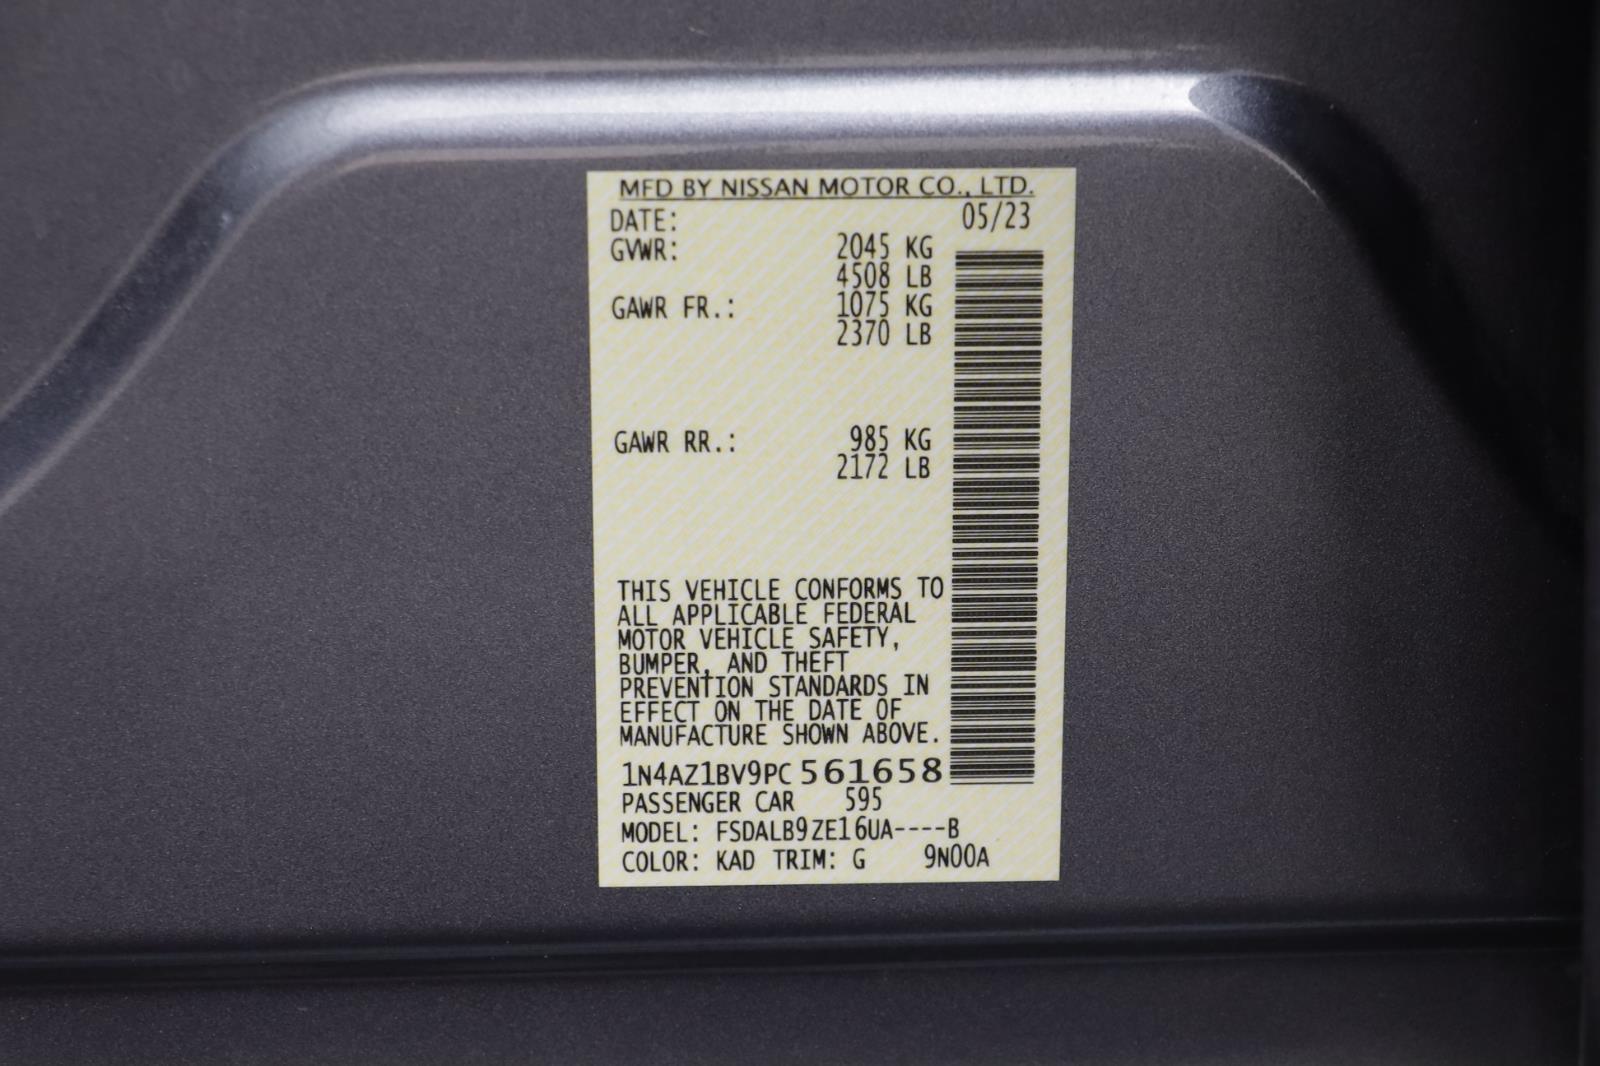 MFD BY NISSAN MOTOR CO., LTD.
DATE: 05/23
GVWR: 2045 KG
4508 LB
GAWR FR.: 1075 KG
2370 LB
GAWR RR.: 985 KG
2172 LB
THIS VEHICLE CONFORMS TO
ALL APPLICABLE FEDERAL
MOTOR VEHICLE SAFETY,
BUMPER, AND THEFT
PREVENTION STANDARDS IN
EFFECT ON THE DATE OF
MANUFACTURE SHOWN ABOVE.
1N4AZ1BV9PC561658
PASSENGER CAR 595
MODEL: FSDALB9ZE16UA----B
COLOR: KAD TRIM: G 9N00A